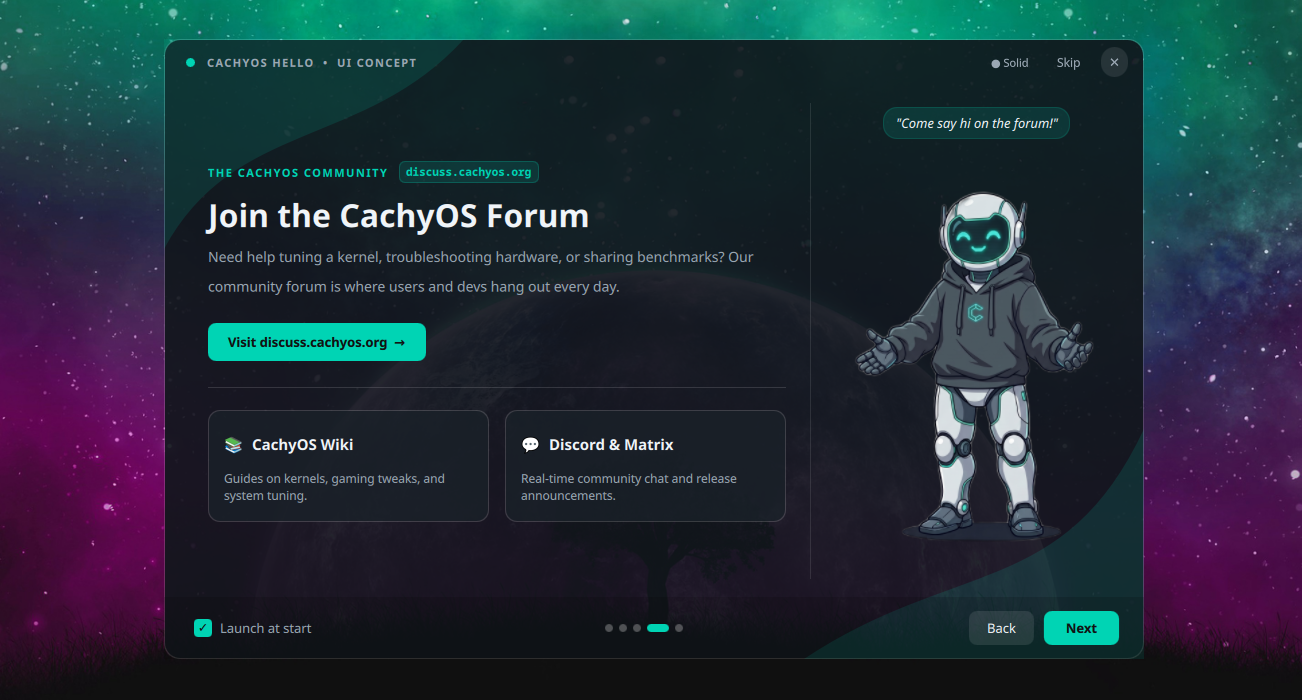 CACHYOS HELLO • UI CONCEPT
Solid
Skip
✕
"Come say hi on the forum!"
THE CACHYOS COMMUNITY
discuss.cachyos.org
Join the CachyOS Forum
Need help tuning a kernel, troubleshooting hardware, or sharing benchmarks? Our
community forum is where users and devs hang out every day.
Visit discuss.cachyos.org →
CachyOS Wiki
Guides on kernels, gaming tweaks, and
system tuning.
Discord & Matrix
Real-time community chat and release
announcements.
Launch at start
Back
Next